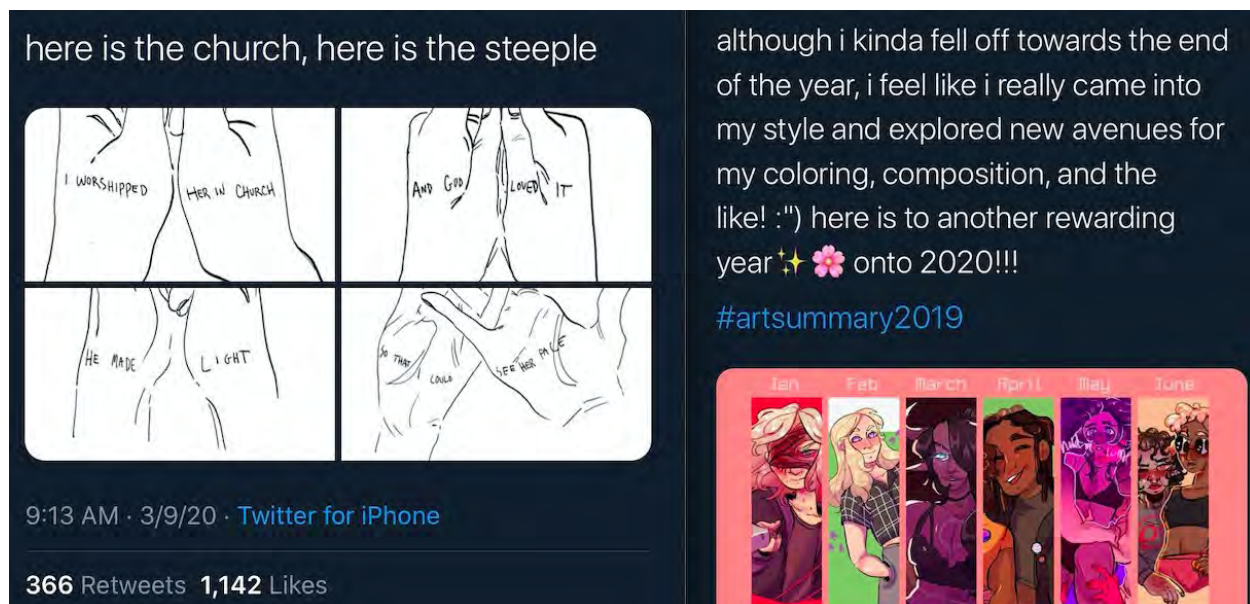 here is the church, here is the steeple
I WORSHIPPED HER IN CHURCH
AND GOD LOVED IT
HE MADE LIGHT
SO THAT COULD SEE HER FACE
9:13 AM · 3/9/20 · Twitter for iPhone
366 Retweets 1,142 Likes
although i kinda fell off towards the end
of the year, i feel like i really came into
my style and explored new avenues for
my coloring, composition, and the
like! :") here is to another rewarding
year✨🌸 onto 2020!!!
#artsummary2019
Jan Feb March April May June